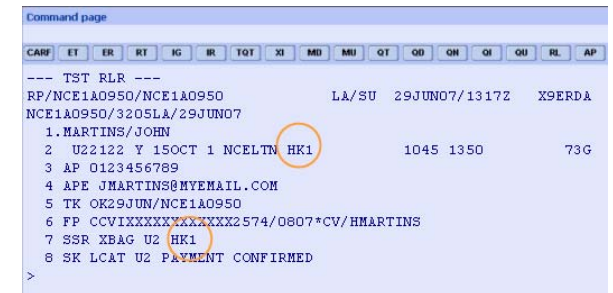 Command page
CARF ET ER RT IG IR TQT XI MD MU QT QD QN QI QU RL AP
--- TST RLR ---
RP/NCE1A0950/NCE1A0950 LA/SU 29JUN07/1317Z X9ERDA
NCE1A0950/3205LA/29JUN07
1.MARTINS/JOHN
2 U22122 Y 15OCT 1 NCELTN HK1 1045 1350 73G
3 AP 0123456789
4 APE JMARTINS@MYEMAIL.COM
5 TK OK29JUN/NCE1A0950
6 FP CCVIXXXXXXXXXXXX2574/0807*CV/HMARTINS
7 SSR XBAG U2 HK1
8 SK LCAT U2 PAYMENT CONFIRMED
>